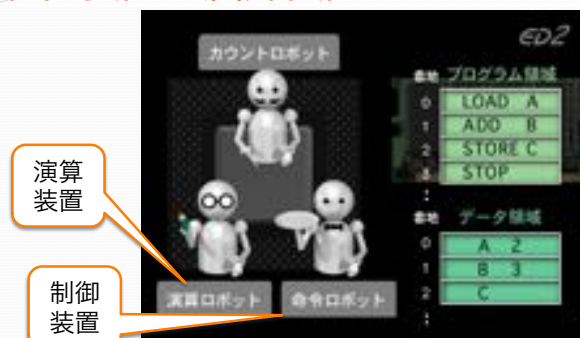 カウントロボット
ED2
番地 プログラム領域
0 LOAD A
1 ADD B
2 STORE C
3 STOP
番地 データ領域
0 A 2
1 B 3
2 C
演算
装置
制御
装置
演算ロボット
命令ロボット